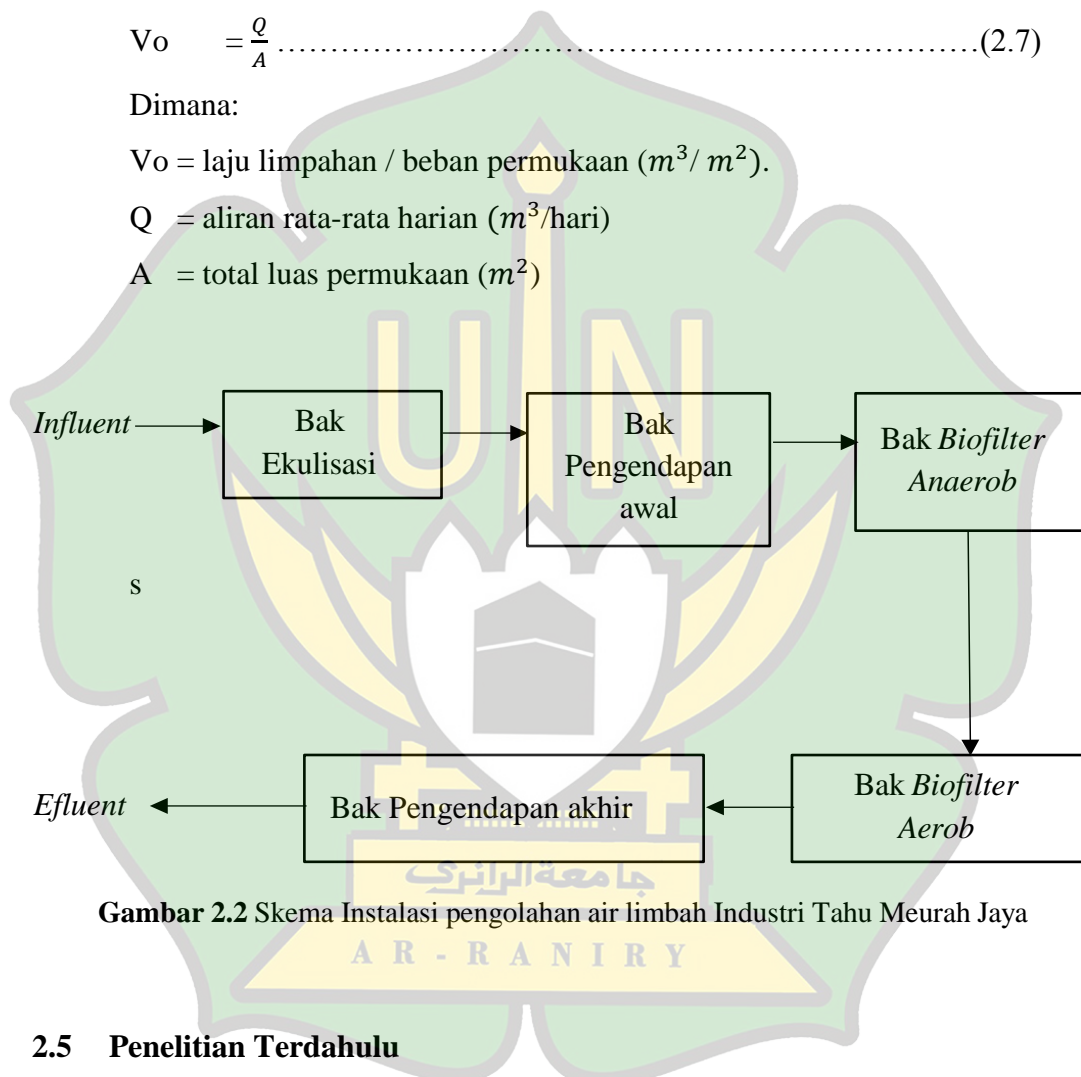 Vo = Q/A ……………………………………………………………(2.7)
Dimana:
Vo = laju limpahan / beban permukaan (m³/ m²).
Q = aliran rata-rata harian (m³/hari)
A = total luas permukaan (m²)
UIN
Influent
Bak
Ekulisasi
Bak
Pengendapan
awal
Bak Biofilter
Anaerob
s
Bak Biofilter
Aerob
Bak Pengendapan akhir
Efluent
جامعة الرانري
Gambar 2.2 Skema Instalasi pengolahan air limbah Industri Tahu Meurah Jaya
AR-RANIRY
2.5 Penelitian Terdahulu